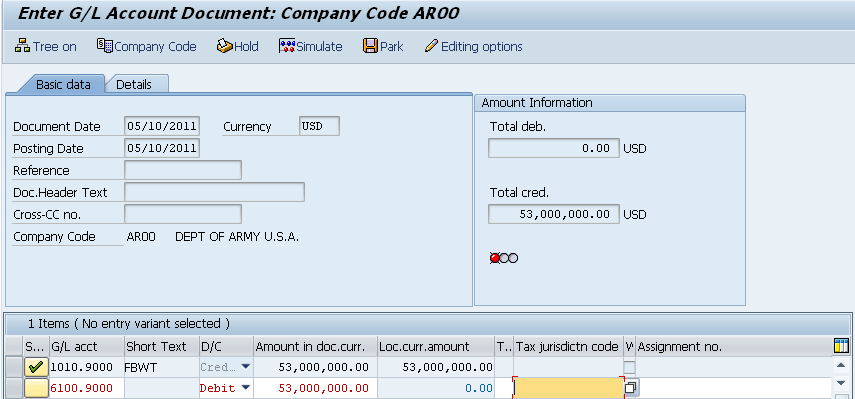 Enter G/L Account Document: Company Code AR00
Tree on Company Code Hold Simulate Park Editing options
Basic data Details
Document Date 05/10/2011 Currency USD
Posting Date 05/10/2011
Reference
Doc.Header Text
Cross-CC no.
Company Code AR00 DEPT OF ARMY U.S.A.
Amount Information
Total deb.
0.00 USD
Total cred.
53,000,000.00 USD
1 Items ( No entry variant selected )
S... G/L acct Short Text D/C Amount in doc.curr. Loc.curr.amount T.. Tax jurisdictn code V Assignment no.
1010.9000 FBWT Cred… 53,000,000.00 53,000,000.00
6100.9000 Debit 53,000,000.00 0.00